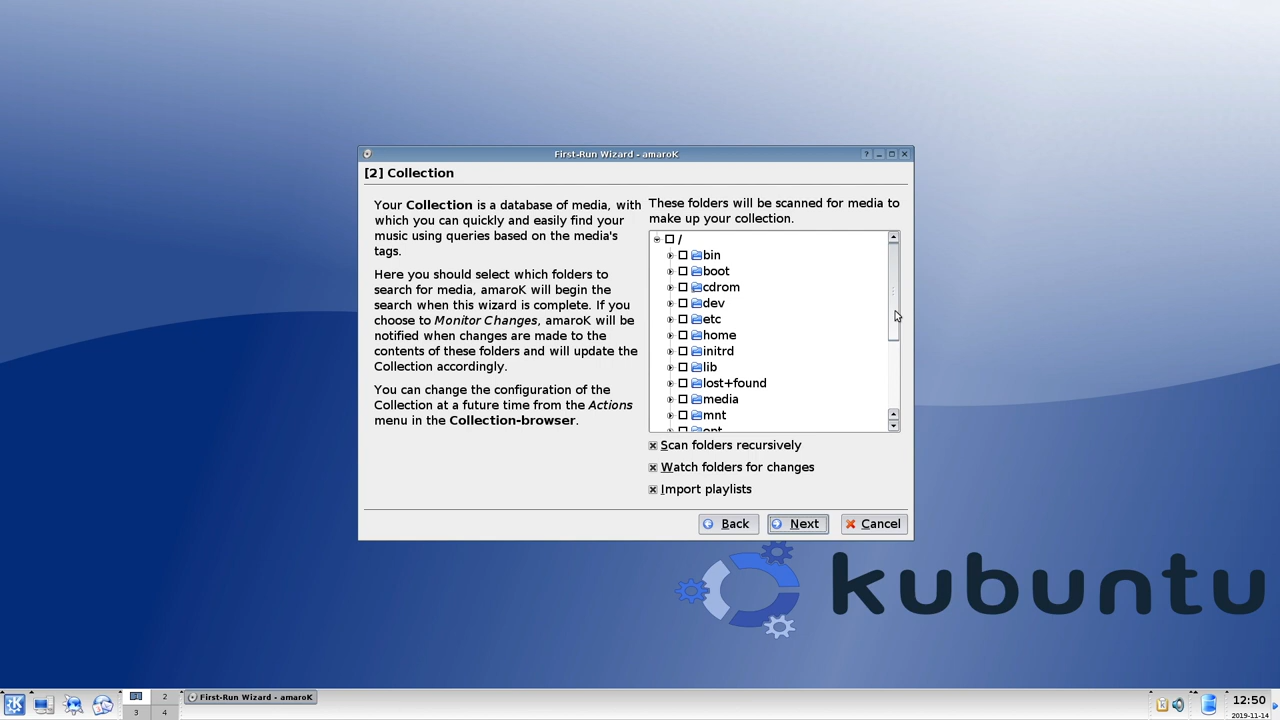 First-Run Wizard - amaroK
?
[2] Collection
Your Collection is a database of media, with
which you can quickly and easily find your
music using queries based on the media's
tags.
Here you should select which folders to
search for media, amaroK will begin the
search when this wizard is complete. If you
choose to Monitor Changes, amaroK will be
notified when changes are made to the
contents of these folders and will update the
Collection accordingly.
You can change the configuration of the
Collection at a future time from the Actions
menu in the Collection-browser.
These folders will be scanned for media to
make up your collection.
/
bin
boot
cdrom
dev
etc
home
initrd
lib
lost+found
media
mnt
opt
Scan folders recursively
Watch folders for changes
Import playlists
Back
Next
Cancel
kubuntu
2
3
4
First-Run Wizard - amaroK
12:50
2019-11-14